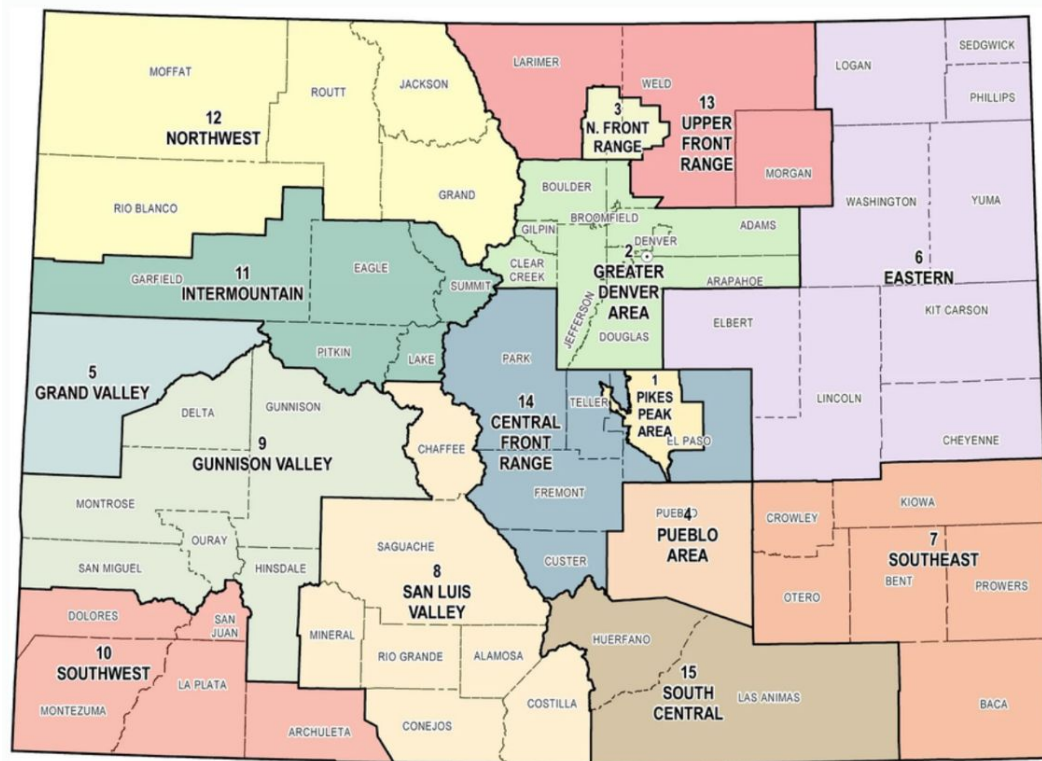 MOFFAT
ROUTT
JACKSON
LARIMER
WELD
LOGAN
SEDGWICK
PHILLIPS
12
NORTHWEST
3
N. FRONT
RANGE
13
UPPER
FRONT
RANGE
MORGAN
RIO BLANCO
GRAND
BOULDER
BROOMFIELD
WASHINGTON
YUMA
GILPIN
DENVER
ADAMS
CLEAR
CREEK
2
GREATER
DENVER
AREA
ARAPAHOE
JEFFERSON
DOUGLAS
6
EASTERN
GARFIELD
11
INTERMOUNTAIN
EAGLE
SUMMIT
ELBERT
KIT CARSON
PITKIN
LAKE
PARK
5
GRAND VALLEY
DELTA
GUNNISON
9
GUNNISON VALLEY
CHAFFEE
14
CENTRAL
FRONT
RANGE
TELLER
1
PIKES
PEAK
AREA
EL PASO
LINCOLN
CHEYENNE
MONTROSE
OURAY
FREMONT
PUEBLO
4
PUEBLO
AREA
CROWLEY
KIOWA
SAN MIGUEL
HINSDALE
SAGUACHE
CUSTER
7
SOUTHEAST
OTERO
BENT
PROWERS
8
SAN LUIS
VALLEY
DOLORES
SAN
JUAN
MINERAL
RIO GRANDE
ALAMOSA
HUERFANO
10
SOUTHWEST
LA PLATA
MONTEZUMA
ARCHULETA
CONEJOS
COSTILLA
15
SOUTH
CENTRAL
LAS ANIMAS
BACA